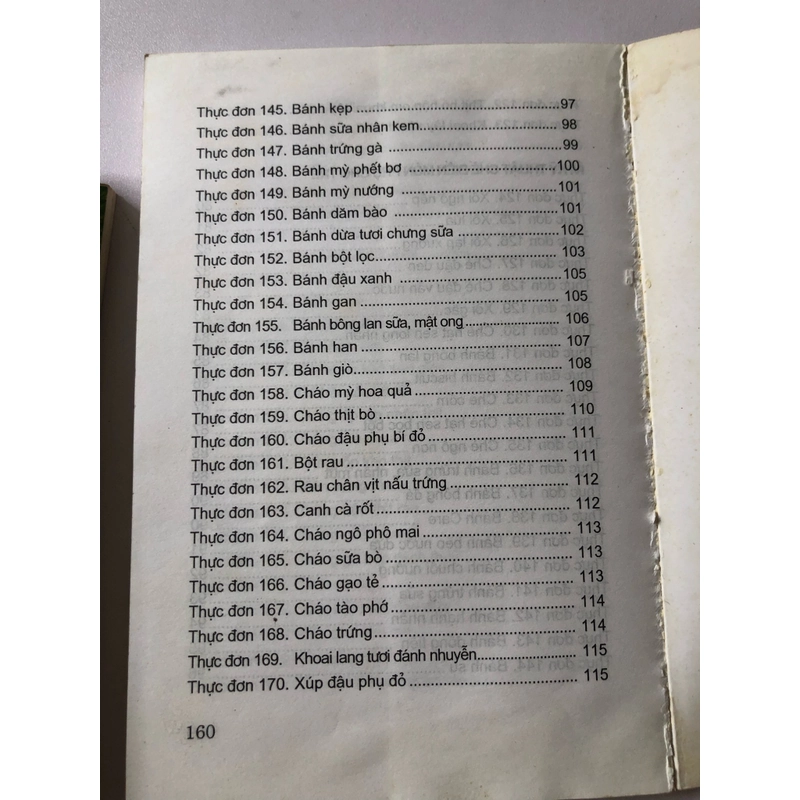 Thực đơn 145. Bánh kẹp ........ 97
Thực đơn 146. Bánh sữa nhân kem ........ 98
Thực đơn 147. Bánh trứng gà ........ 99
Thực đơn 148. Bánh mỳ phết bơ ........ 100
Thực đơn 149. Bánh mỳ nướng ........ 101
Thực đơn 150. Bánh dăm bào ........ 101
Thực đơn 151. Bánh dừa tươi chưng sữa ........ 102
Thực đơn 152. Bánh bột lọc ........ 103
Thực đơn 153. Bánh đậu xanh ........ 105
Thực đơn 154. Bánh gan ........ 105
Thực đơn 155. Bánh bông lan sữa, mật ong ........ 106
Thực đơn 156. Bánh han ........ 107
Thực đơn 157. Bánh giò ........ 108
Thực đơn 158. Cháo mỳ hoa quả ........ 109
Thực đơn 159. Cháo thịt bò ........ 110
Thực đơn 160. Cháo đậu phụ bí đỏ ........ 111
Thực đơn 161. Bột rau ........ 111
Thực đơn 162. Rau chân vịt nấu trứng ........ 112
Thực đơn 163. Canh cà rốt ........ 112
Thực đơn 164. Cháo ngô phô mai ........ 113
Thực đơn 165. Cháo sữa bò ........ 113
Thực đơn 166. Cháo gạo tẻ ........ 113
Thực đơn 167. Cháo tào phớ ........ 114
Thực đơn 168. Cháo trứng ........ 114
Thực đơn 169. Khoai lang tươi đánh nhuyễn ........ 115
Thực đơn 170. Xúp đậu phụ đỏ ........ 115
160